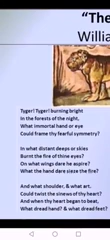 "The
Willia
Tyger! Tyger! burning bright
In the forests of the night,
What immortal hand or eye
Could frame thy fearful symmetry?
In what distant deeps or skies
Burnt the fire of thine eyes?
On what wings dare he aspire?
What the hand dare sieze the fire?
And what shoulder, & what art.
Could twist the sinews of thy heart?
And when thy heart began to beat,
What dread hand? & what dread feet?